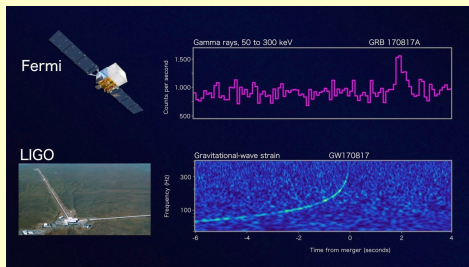 Fermi
Gamma rays, 50 to 300 keV
GRB 170817A
Counts per second
1,500
1,000
500
LIGO
Gravitational-wave strain
GW170817
Frequency (Hz)
300
100
-6
-4
-2
0
2
4
Time from merger (seconds)